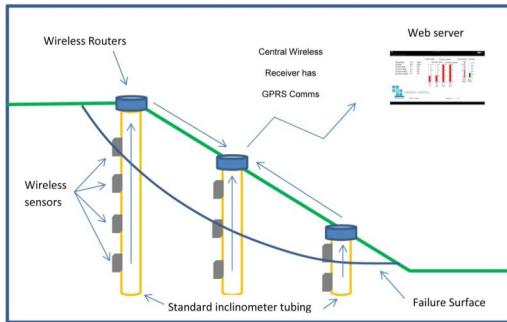 Wireless Routers
Central Wireless
Receiver has
GPRS Comms
Web server
Wireless
sensors
Standard inclinometer tubing
Failure Surface